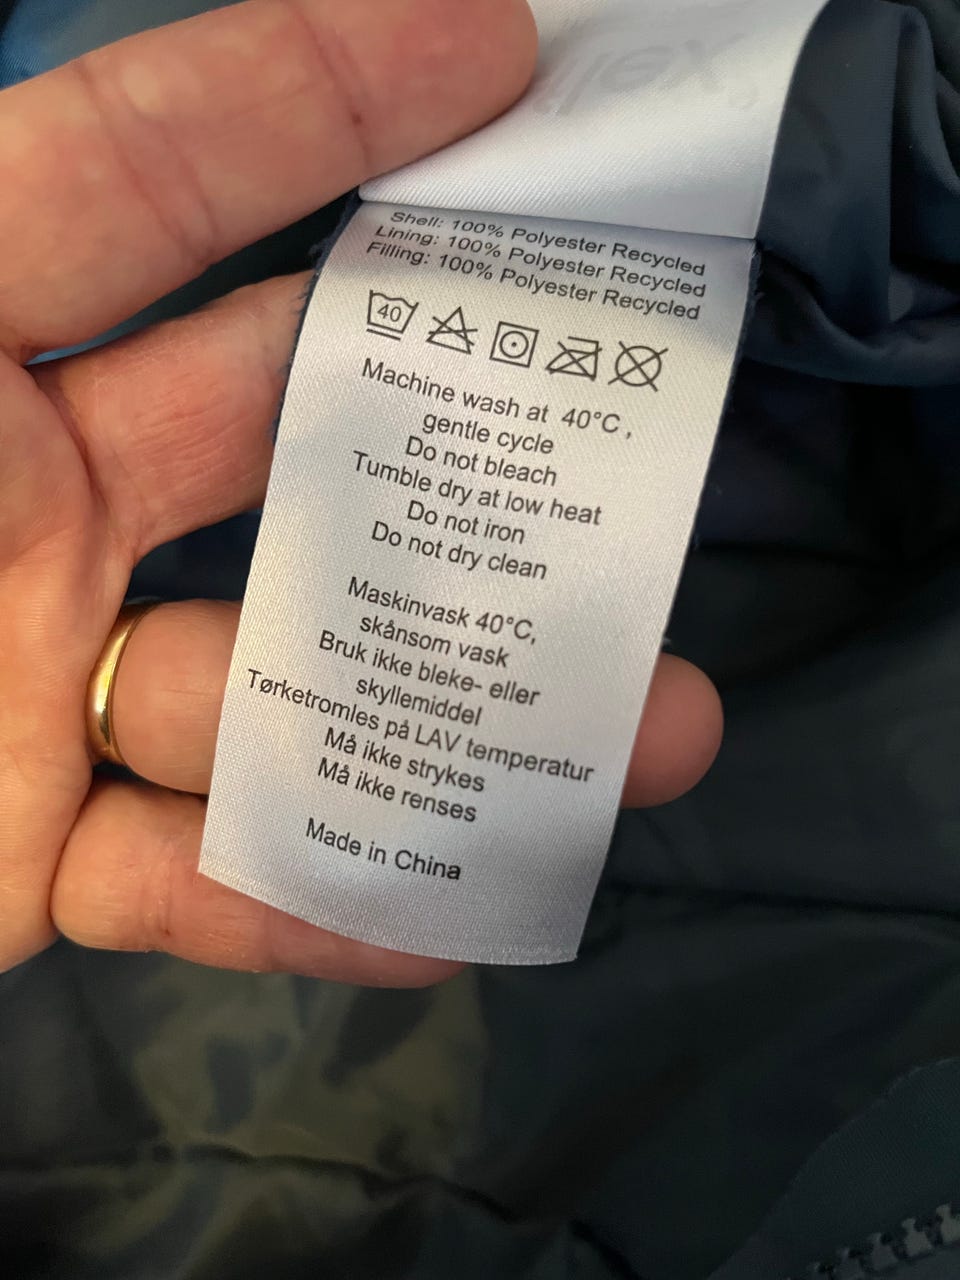 Shell: 100% Polyester Recycled
Lining: 100% Polyester Recycled
Filling: 100% Polyester Recycled
40
Machine wash at 40°C,
gentle cycle
Do not bleach
Tumble dry at low heat
Do not iron
Do not dry clean
Maskinvask 40°C,
skånsom vask
Bruk ikke bleke- eller
skyllemiddel
Tørketromles på LAV temperatur
Må ikke strykes
Må ikke renses
Made in China